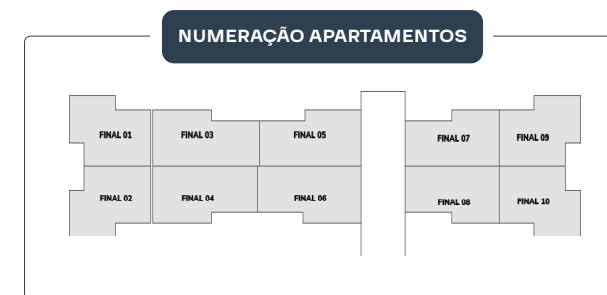 NUMERAÇÃO APARTAMENTOS
FINAL 01
FINAL 03
FINAL 05
FINAL 07
FINAL 09
FINAL 02
FINAL 04
FINAL 06
FINAL 08
FINAL 10